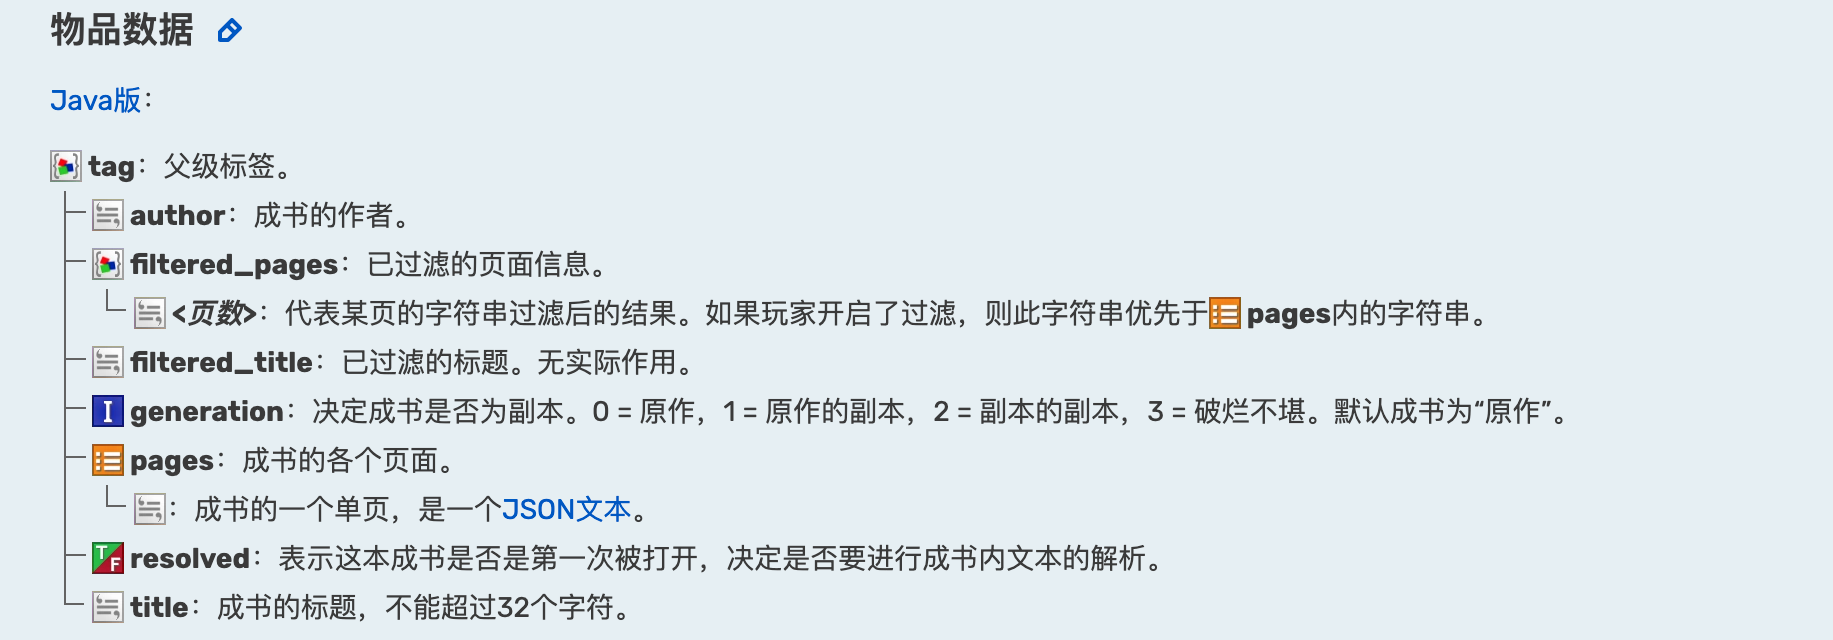 物品数据
Java版：
tag：父级标签。
author：成书的作者。
filtered_pages：已过滤的页面信息。
<页数>：代表某页的字符串过滤后的结果。如果玩家开启了过滤，则此字符串优先于 pages内的字符串。
filtered_title：已过滤的标题。无实际作用。
generation：决定成书是否为副本。0 = 原作，1 = 原作的副本，2 = 副本的副本，3 = 破烂不堪。默认成书为“原作”。
pages：成书的各个页面。
：成书的一个单页，是一个JSON文本。
resolved：表示这本成书是否是第一次被打开，决定是否要进行成书内文本的解析。
title：成书的标题，不能超过32个字符。